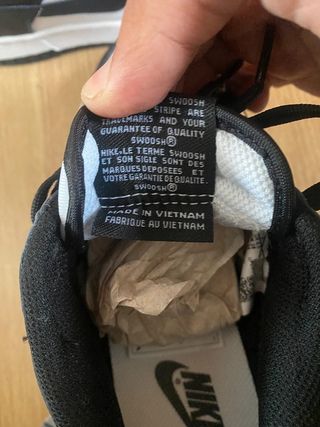 SWOOSH
STRIPE ARE
TRADEMARKS AND YOUR
GUARANTEE OF QUALITY
SWOOSH®
NIKE. LE TERME SWOOSH
ET SON SIGLE SONT DES
MARQUES DEPOSEES ET
VOTRE GARANTIE DE QUALITE.
SWOOSH®
MADE IN VIETNAM
FABRIQUE AU VIETNAM
NIKE